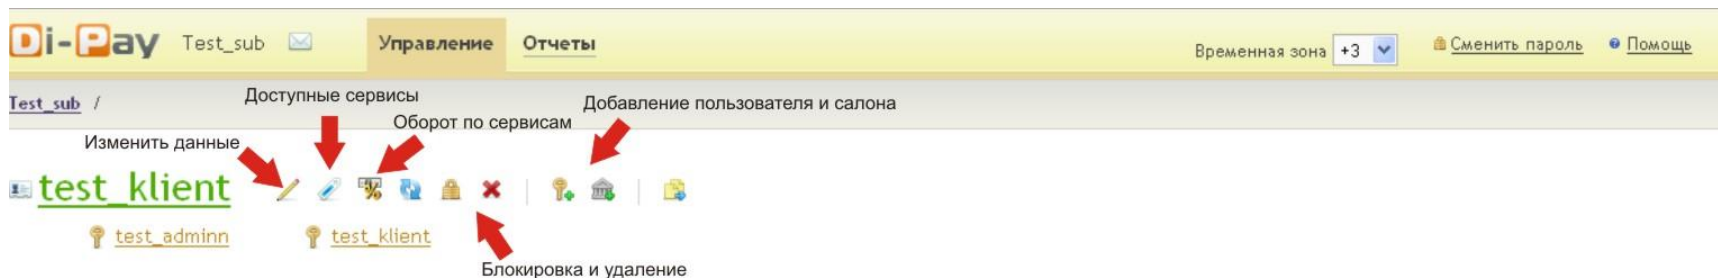 Di-Pay Test_sub Управление Отчеты Временная зона +3 Сменить пароль Помощь
Test_sub / Доступные сервисы Добавление пользователя и салона
Оборот по сервисам
Изменить данные
test_klient
test_adminn test_klient
Блокировка и удаление